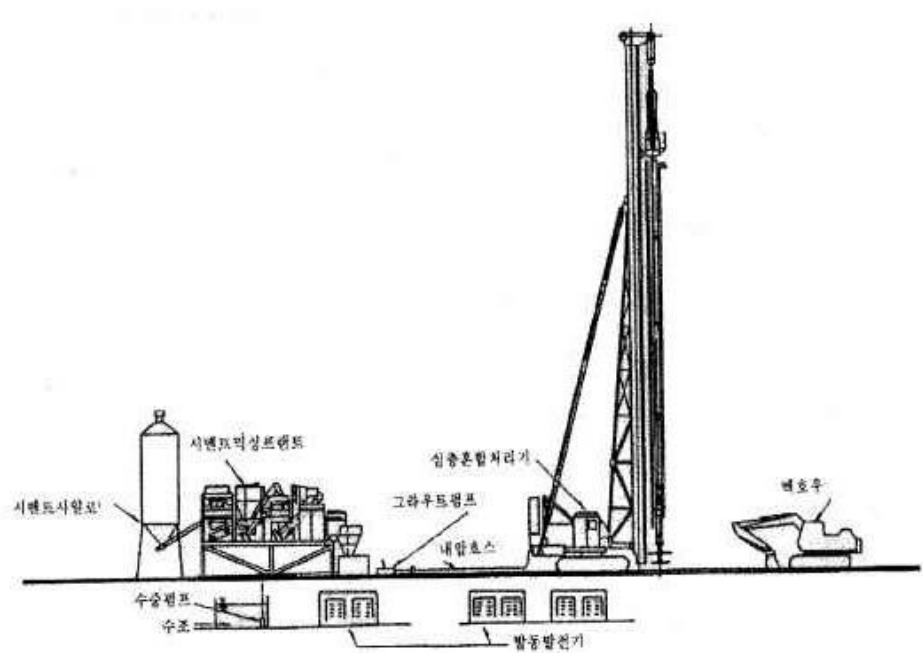 시멘트믹싱프랜트
심층혼합처리기
그라우트펌프
시멘트사일로
백호우
내압호스
수중펌프
수조
발동발전기